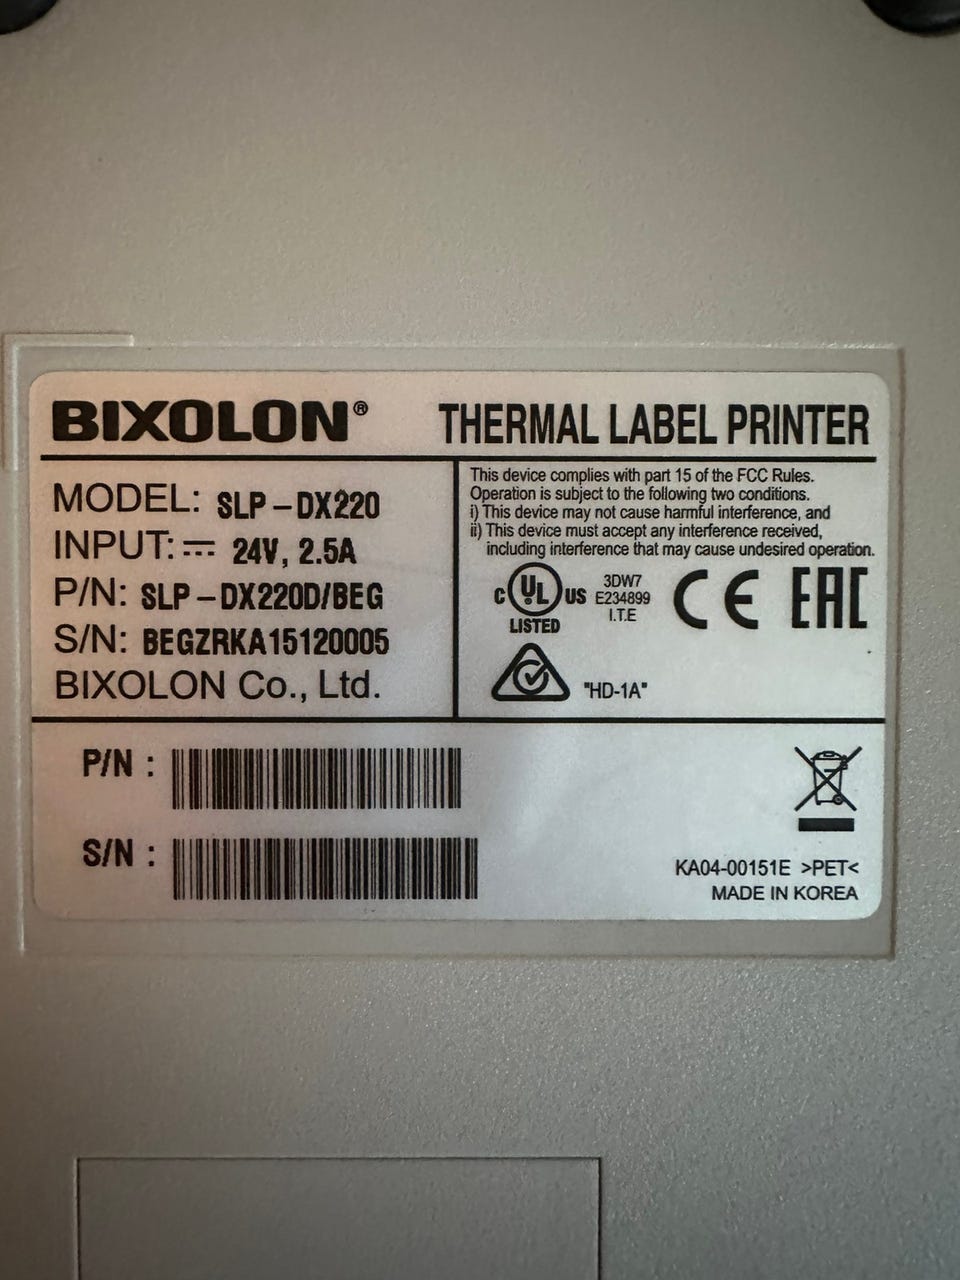 BIXOLON® THERMAL LABEL PRINTER
MODEL: SLP-DX220
INPUT: ⎓ 24V, 2.5A
P/N: SLP-DX220D/BEG
S/N: BEGZRKA15120005
BIXOLON Co., Ltd.
This device complies with part 15 of the FCC Rules.
Operation is subject to the following two conditions.
i) This device may not cause harmful interference, and
ii) This device must accept any interference received,
including interference that may cause undesired operation.
C UL US
LISTED
3DW7
E234899
I.T.E
CE EAC
"HD-1A"
P/N :
S/N :
KA04-00151E >PET<
MADE IN KOREA